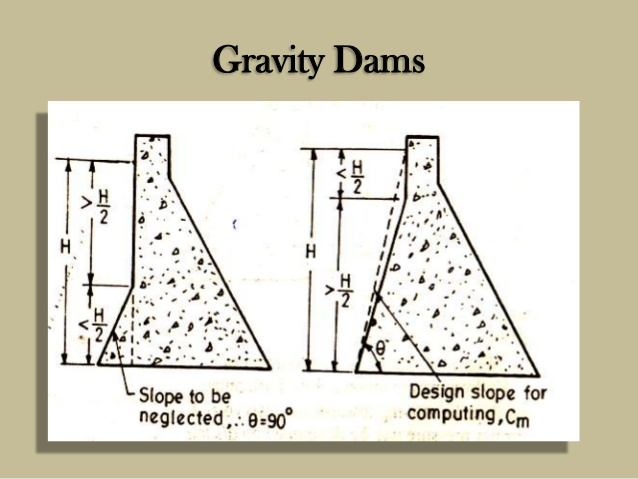 Gravity Dams
> H/2
H
< H/2
Slope to be
neglected, ∴ θ=90°
< H/2
H
> H/2
θ
Design slope for
computing, Cm